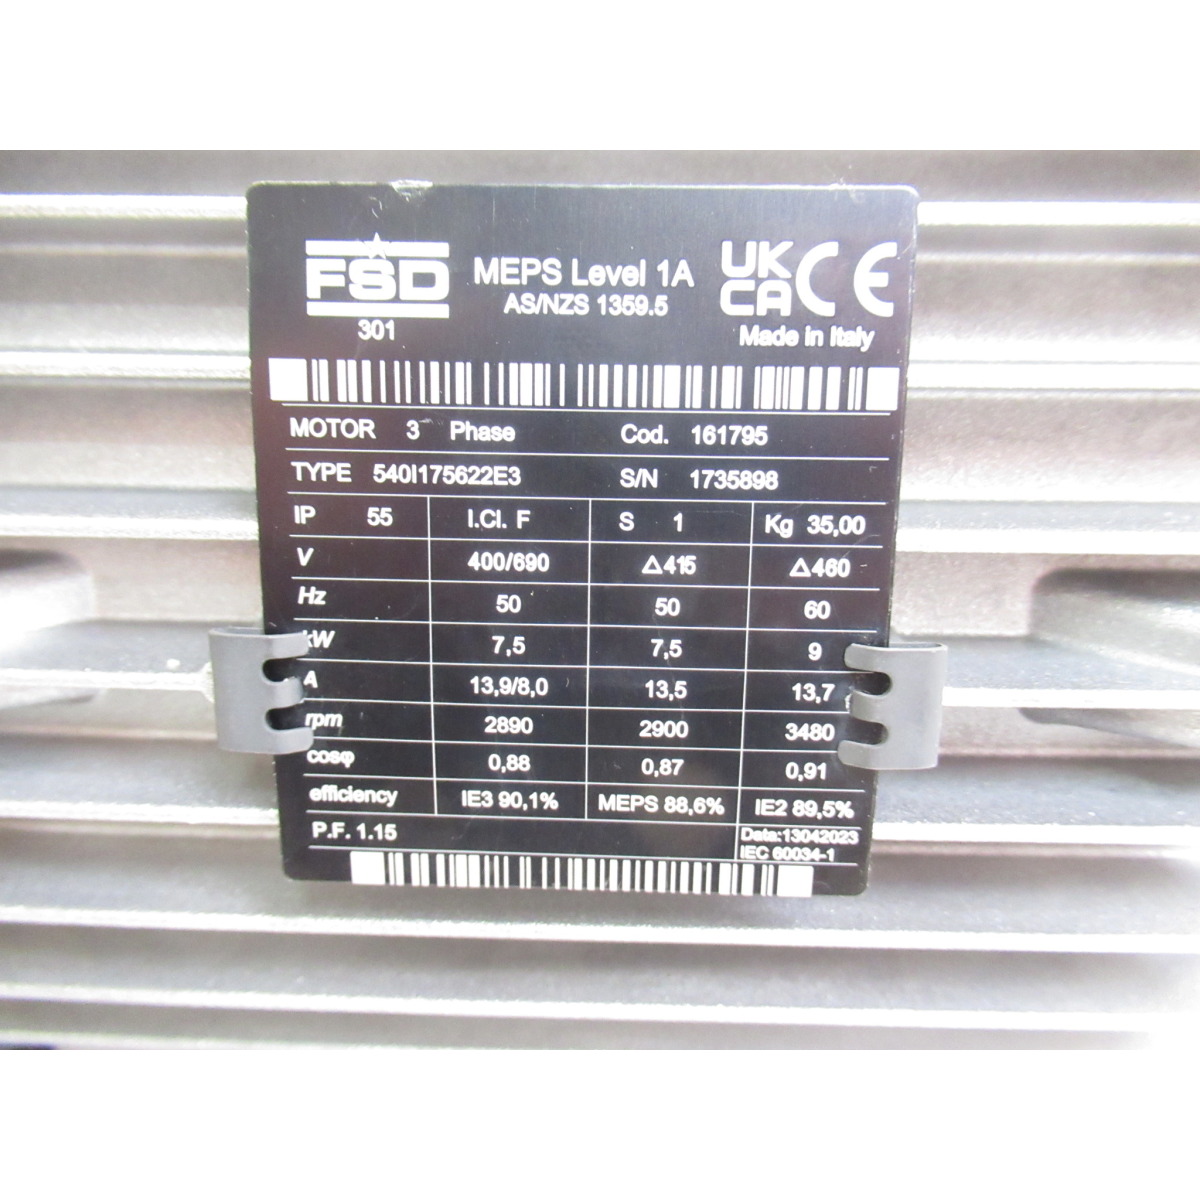 FSD
301
MEPS Level 1A
AS/NZS 1359.5
UK
CA CE
Made in Italy
MOTOR 3 Phase Cod. 161795
TYPE 540I175622E3 S/N 1735898
IP 55 I.Cl. F S 1 Kg 35,00
V 400/690 △415 △460
Hz 50 50 60
kW 7,5 7,5 9
A 13,9/8,0 13,5 13,7
rpm 2890 2900 3480
cosφ 0,88 0,87 0,91
efficiency IE3 90,1% MEPS 88,6% IE2 89,5%
P.F. 1.15 Data:13042023
IEC 60034-1